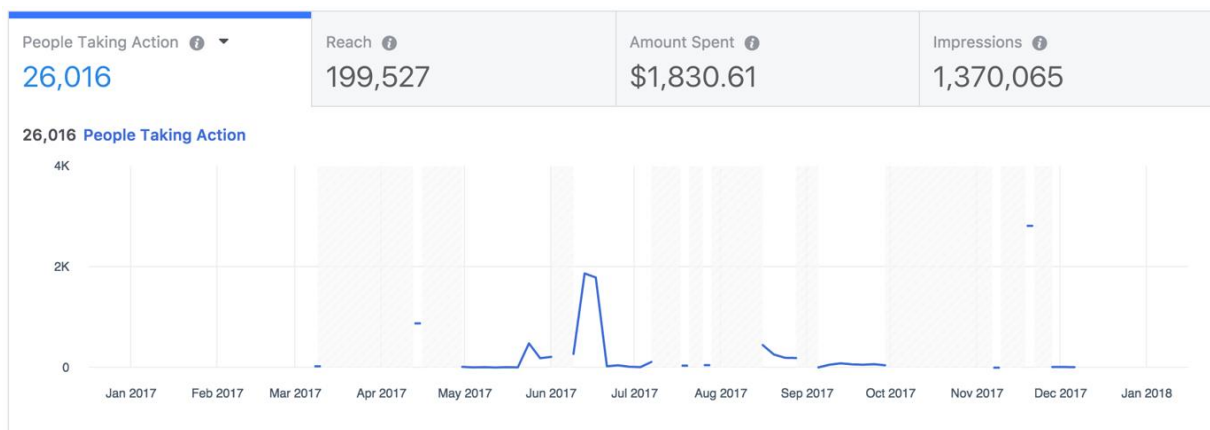 People Taking Action
26,016
Reach
199,527
Amount Spent
$1,830.61
Impressions
1,370,065
26,016 People Taking Action
4K
2K
0
Jan 2017 Feb 2017 Mar 2017 Apr 2017 May 2017 Jun 2017 Jul 2017 Aug 2017 Sep 2017 Oct 2017 Nov 2017 Dec 2017 Jan 2018